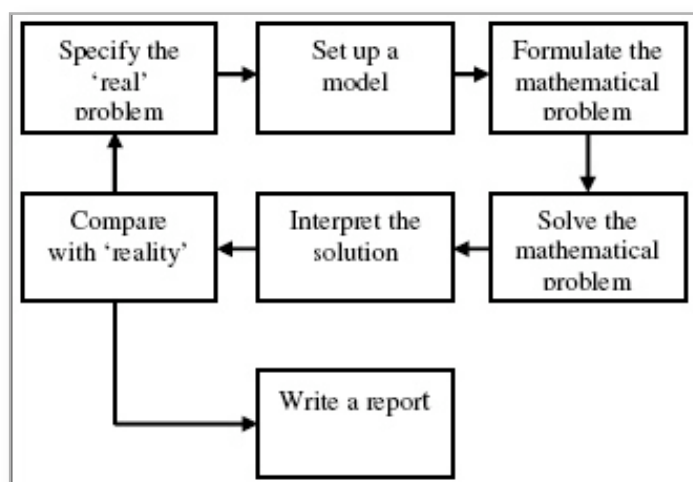 Specify the
‘real’
problem
Set up a
model
Formulate the
mathematical
problem
Compare
with ‘reality’
Interpret the
solution
Solve the
mathematical
problem
Write a report